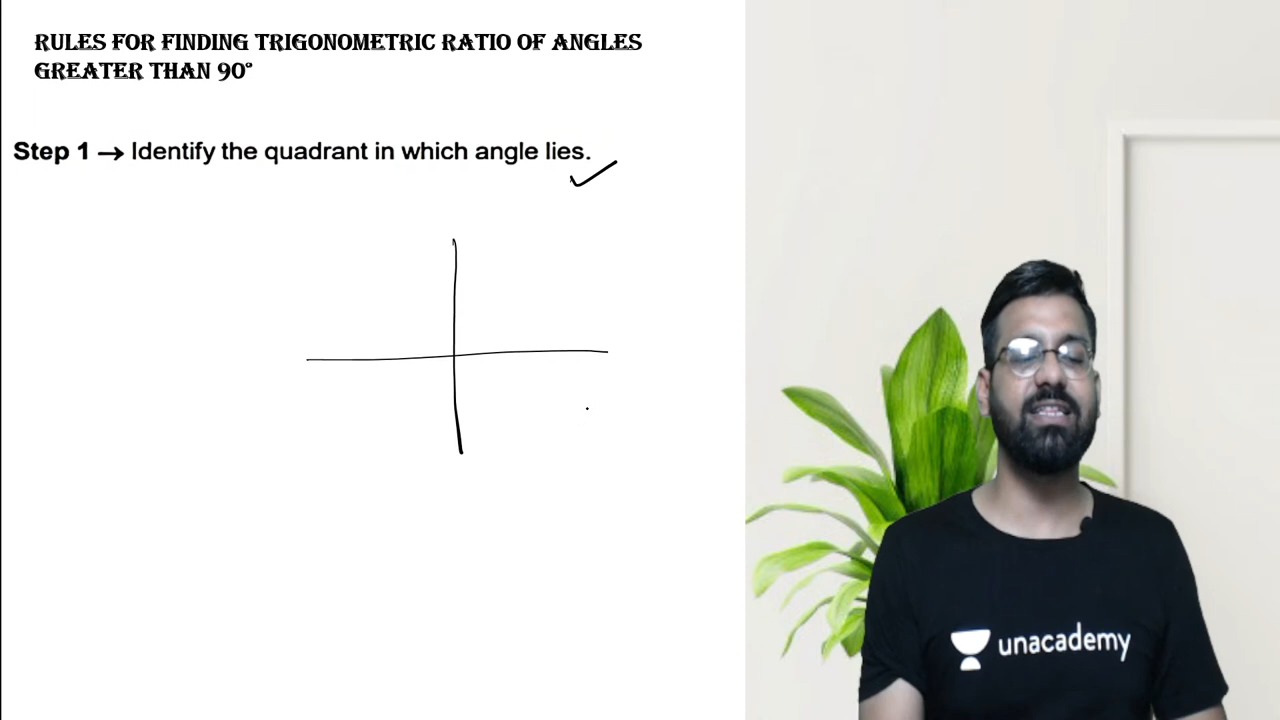 RULES FOR FINDING TRIGONOMETRIC RATIO OF ANGLES
GREATER THAN 90°
Step 1 → Identify the quadrant in which angle lies.
unacademy